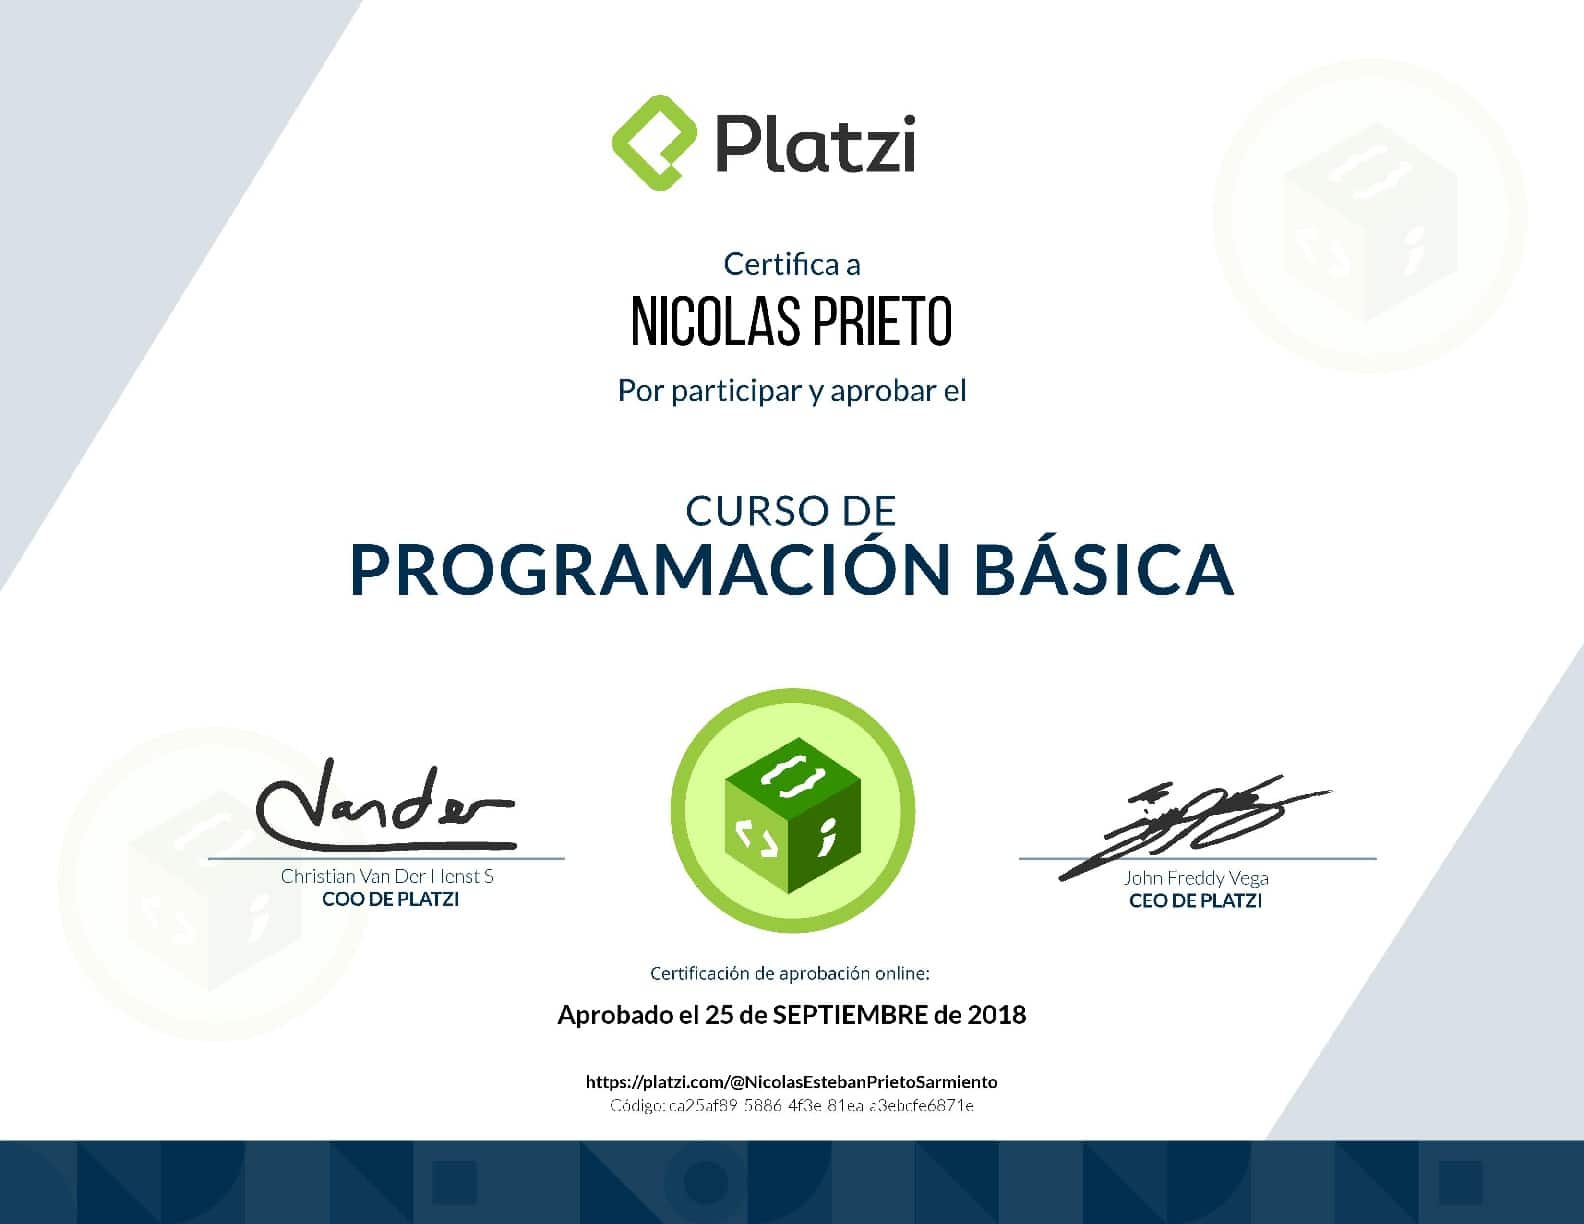 Platzi
Certifica a
NICOLAS PRIETO
Por participar y aprobar el
CURSO DE
PROGRAMACIÓN BÁSICA
Vander
Christian Van Der Henst S
COO DE PLATZI
John Freddy Vega
CEO DE PLATZI
Certificación de aprobación online:
Aprobado el 25 de SEPTIEMBRE de 2018
https://platzi.com/@NicolasEstebanPrietoSarmiento
Código: ca25af89-5886-4f3e-81ea-a3ebcfe6871e